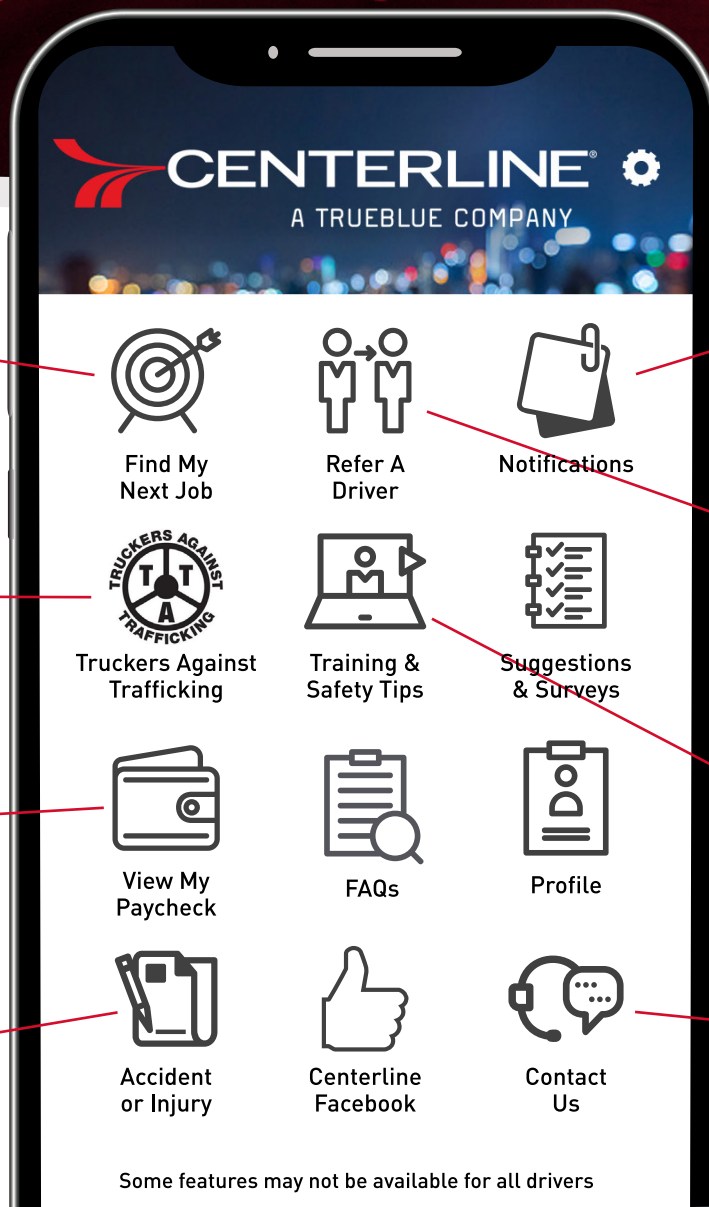 CENTERLINE®
A TRUEBLUE COMPANY
Find My
Next Job
Refer A
Driver
Notifications
TRUCKERS AGAINST
T T
A
TRAFFICKING
Truckers Against
Trafficking
Training &
Safety Tips
Suggestions
& Surveys
View My
Paycheck
FAQs
Profile
Accident
or Injury
Centerline
Facebook
Contact
Us
Some features may not be available for all drivers